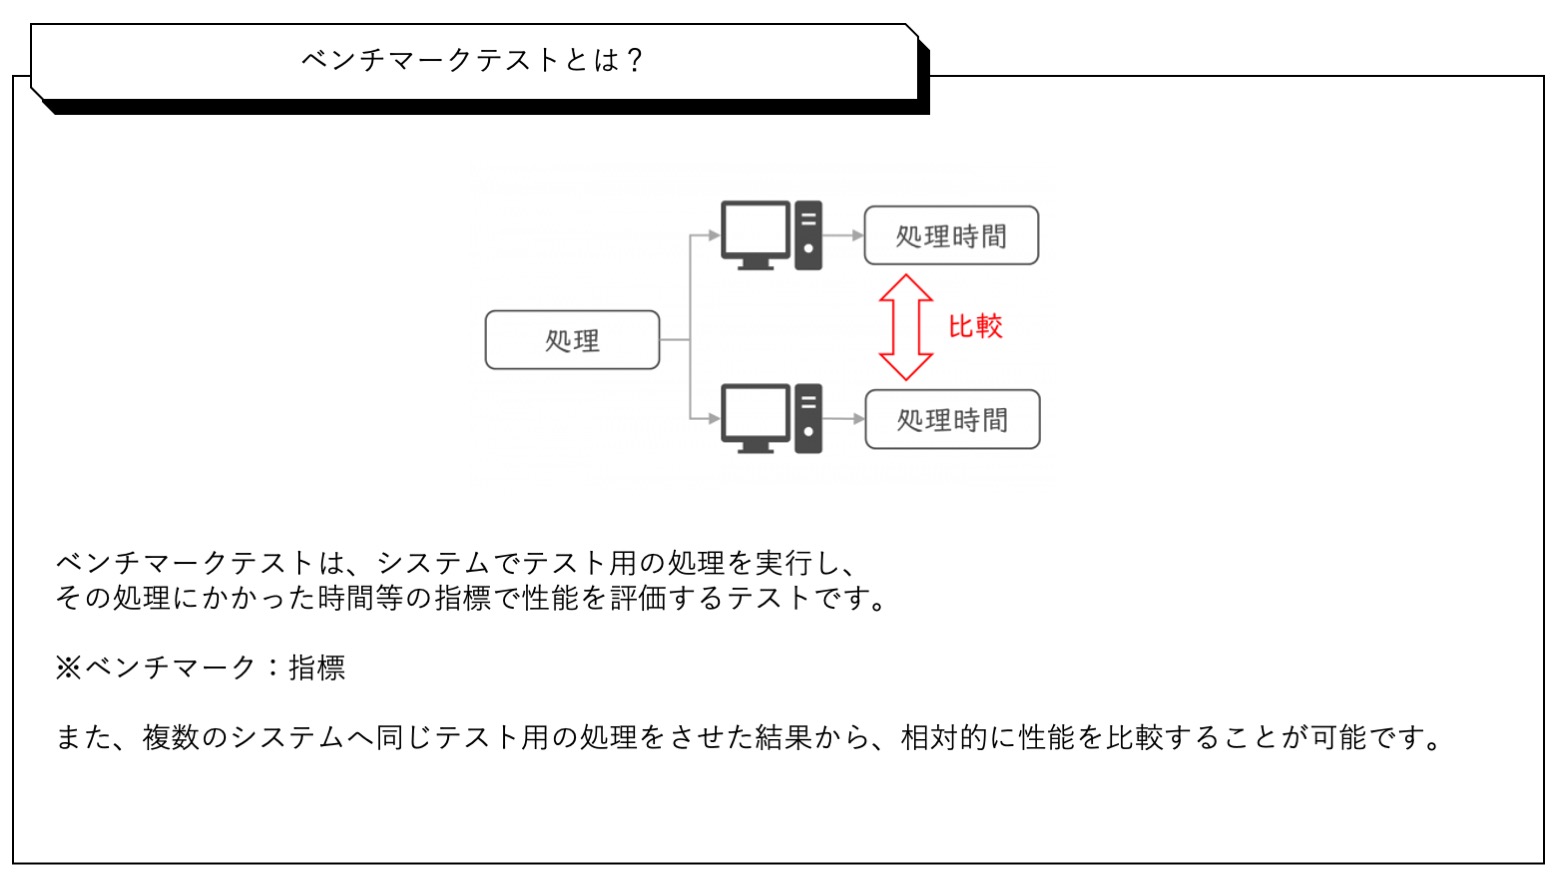 ベンチマークテストとは？
処理時間
比較
処理
処理時間
ベンチマークテストは、システムでテスト用の処理を実行し、
その処理にかかった時間等の指標で性能を評価するテストです。
※ベンチマーク：指標
また、複数のシステムへ同じテスト用の処理をさせた結果から、相対的に性能を比較することが可能です。